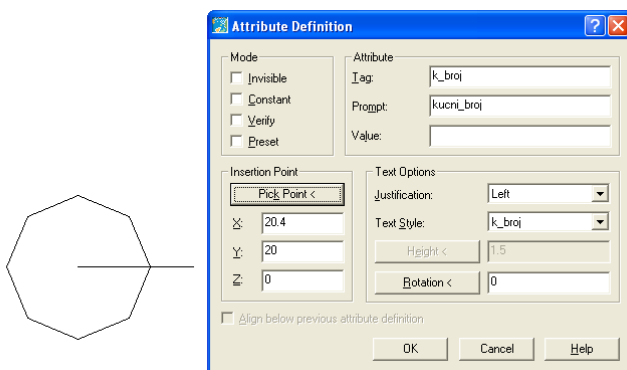 Attribute Definition
Mode
Invisible
Constant
Verify
Preset
Attribute
Tag: k_broj
Prompt: kucni_broj
Value:
Insertion Point
Pick Point <
X: 20.4
Y: 20
Z: 0
Text Options
Justification: Left
Text Style: k_broj
Height < 1.5
Rotation < 0
Align below previous attribute definition
OK Cancel Help